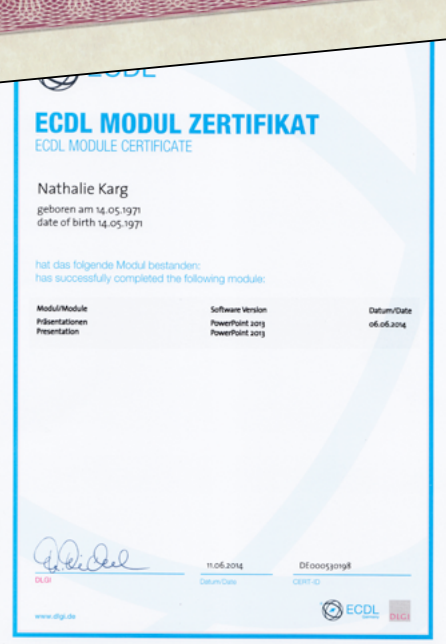 ECDL
ECDL MODUL ZERTIFIKAT
ECDL MODULE CERTIFICATE
Nathalie Karg
geboren am 14.05.1971
date of birth 14.05.1971
hat das folgende Modul bestanden:
has successfully completed the following module:
Modul/Module Software Version Datum/Date
Präsentationen PowerPoint 2013 06.06.2014
Presentation PowerPoint 2013
11.06.2014 DE000530198
DLGI Datum/Date CERT-ID
www.dlgi.de
ECDL DLGI